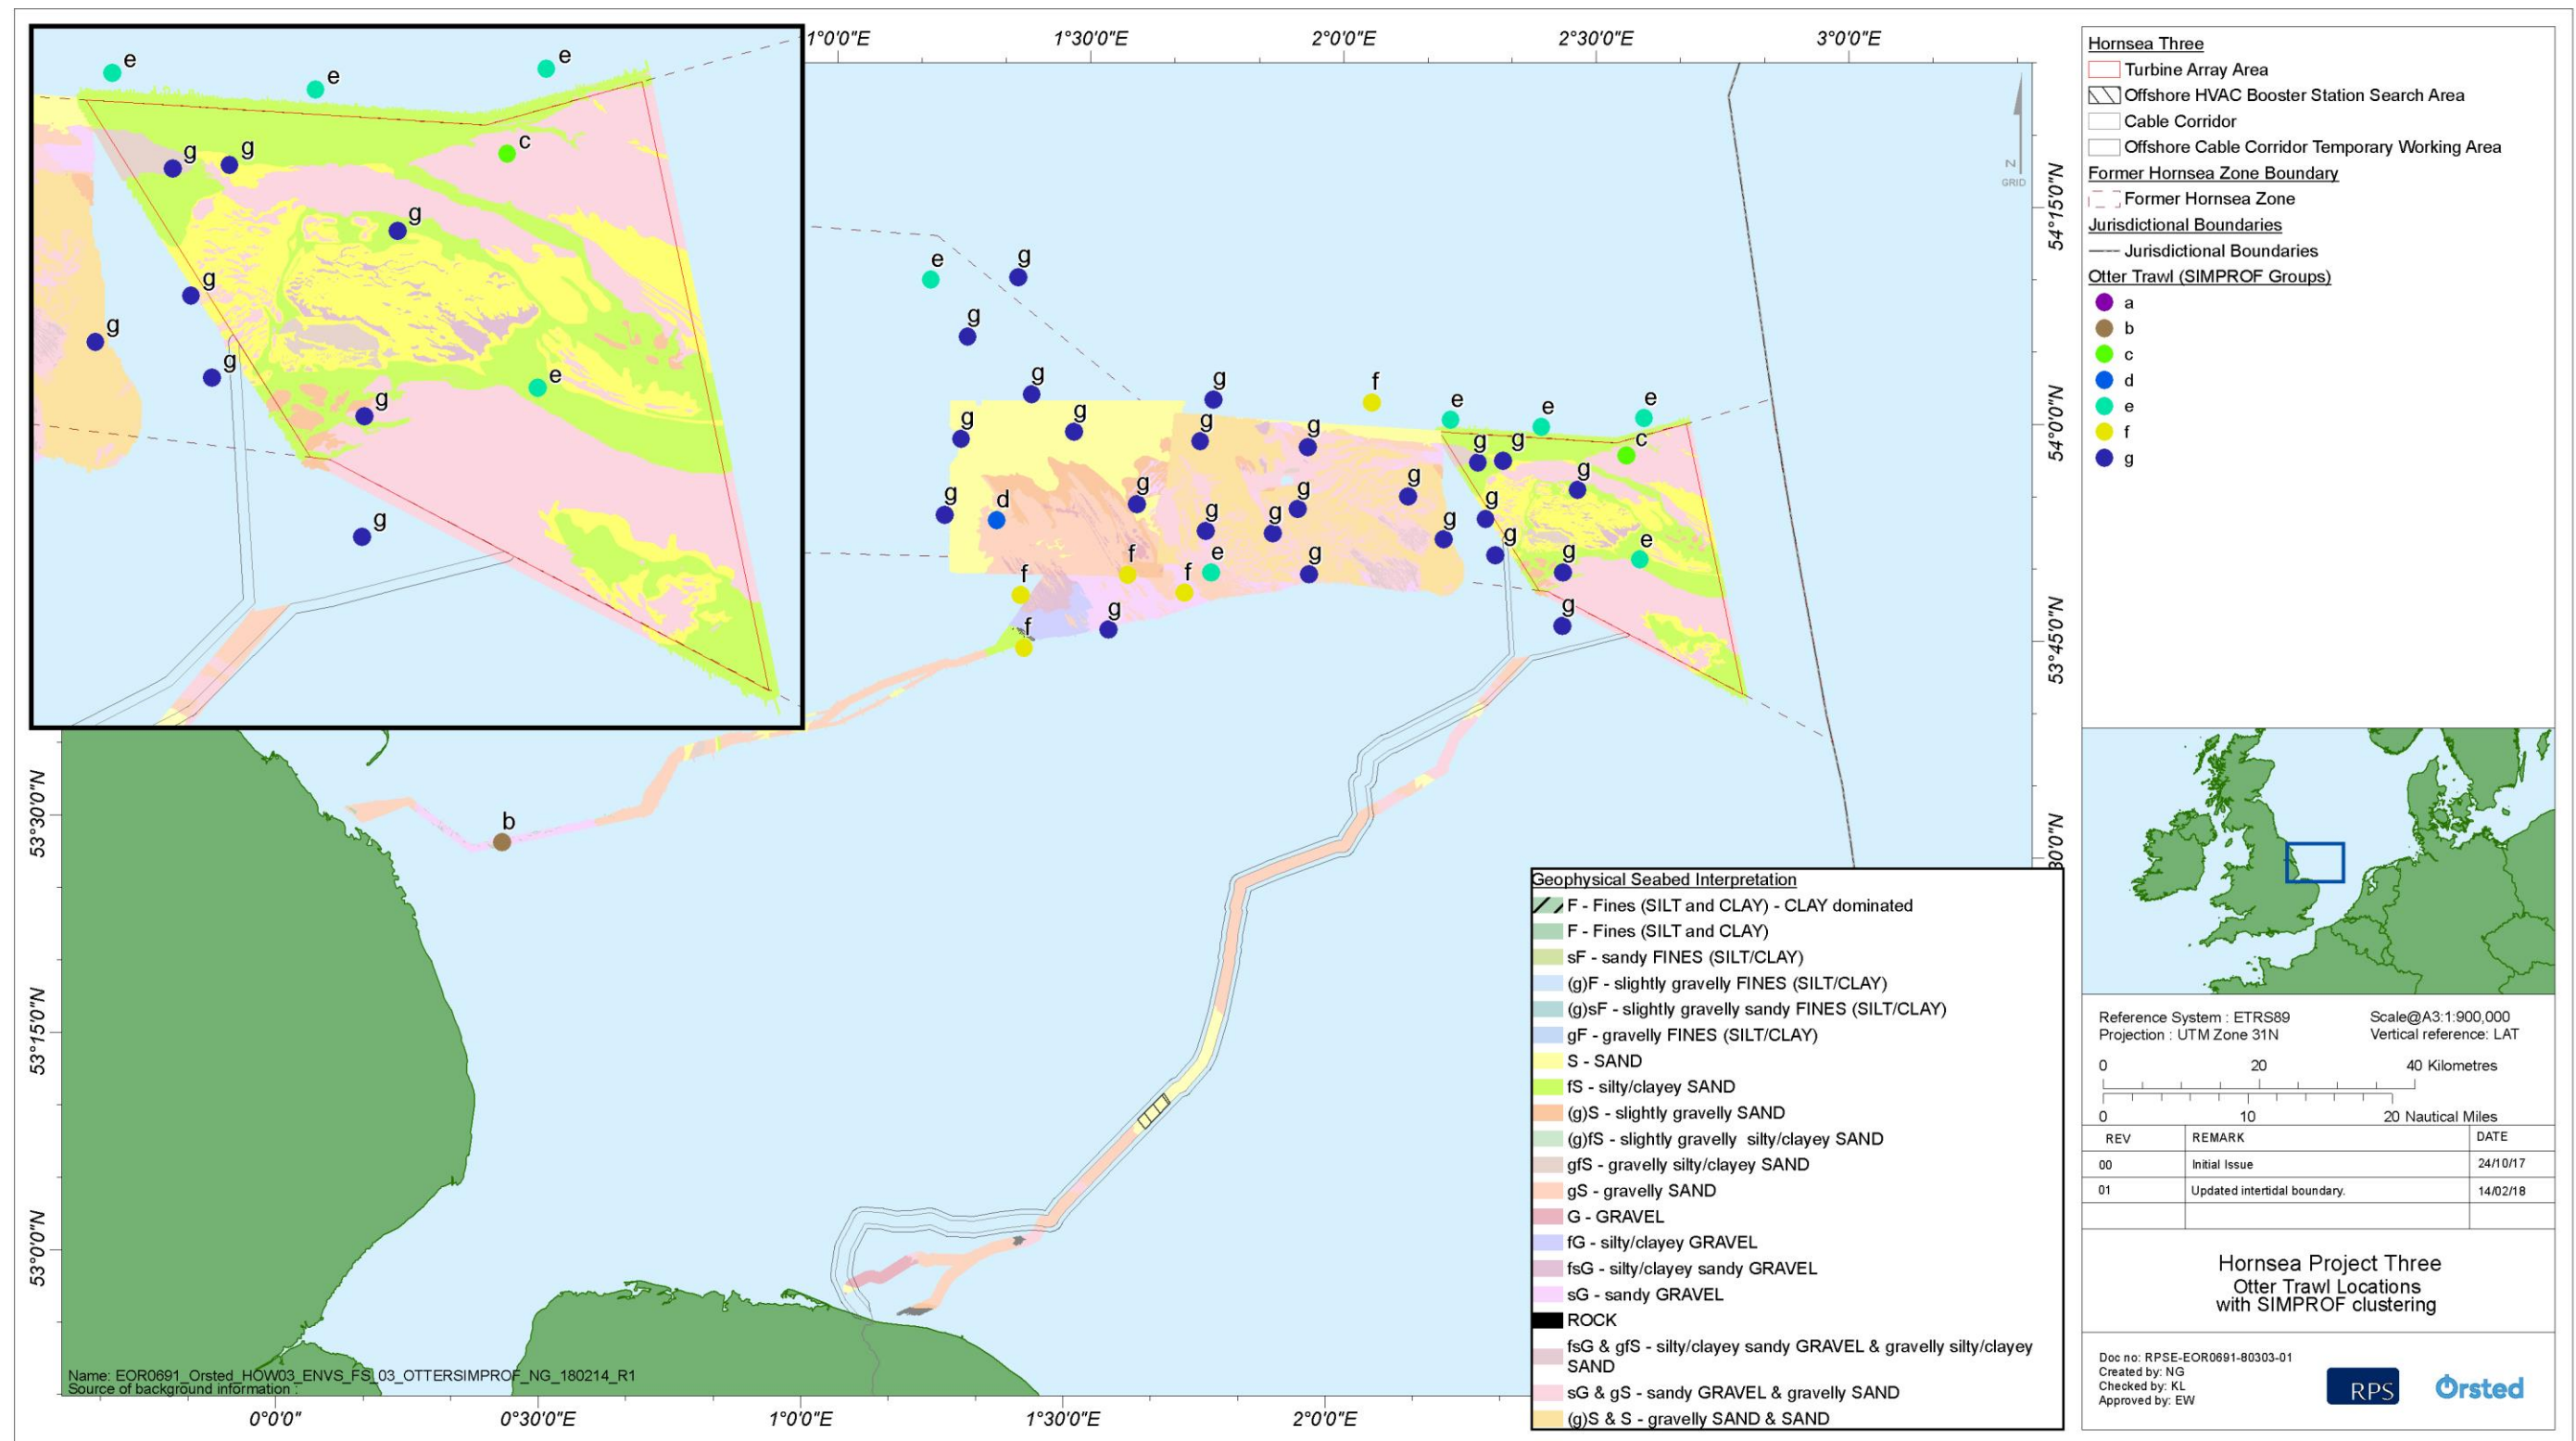 1°0'0"E
1°30'0"E
2°0'0"E
2°30'0"E
3°0'0"E
e
e
e
c
g
g
g
g
g
g
e
g
g
e
g
g
g
g
f
e
e
e
g
g
g
g
c
g
g
g
g
g
d
g
g
g
g
g
g
g
g
g
e
f
f
e
g
f
g
g
f
b
N
GRID
54°15'0"N
54°0'0"N
53°45'0"N
30'0"N
53°30'0"N
53°15'0"N
53°0'0"N
0°0'0"
0°30'0"E
1°0'0"E
1°30'0"E
2°0'0"E
Name: EOR0691_Orsted_HOW03_ENVS_FS_03_OTTERSIMPROF_NG_180214_R1
Source of background information :
Geophysical Seabed Interpretation
F - Fines (SILT and CLAY) - CLAY dominated
F - Fines (SILT and CLAY)
sF - sandy FINES (SILT/CLAY)
(g)F - slightly gravelly FINES (SILT/CLAY)
(g)sF - slightly gravelly sandy FINES (SILT/CLAY)
gF - gravelly FINES (SILT/CLAY)
S - SAND
fS - silty/clayey SAND
(g)S - slightly gravelly SAND
(g)fS - slightly gravelly  silty/clayey SAND
gfS - gravelly silty/clayey SAND
gS - gravelly SAND
G - GRAVEL
fG - silty/clayey GRAVEL
fsG - silty/clayey sandy GRAVEL
sG - sandy GRAVEL
ROCK
fsG & gfS - silty/clayey sandy GRAVEL & gravelly silty/clayey
SAND
sG & gS - sandy GRAVEL & gravelly SAND
(g)S & S - gravelly SAND & SAND
Hornsea Three
Turbine Array Area
Offshore HVAC Booster Station Search Area
Cable Corridor
Offshore Cable Corridor Temporary Working Area
Former Hornsea Zone Boundary
Former Hornsea Zone
Jurisdictional Boundaries
Jurisdictional Boundaries
Otter Trawl (SIMPROF Groups)
a
b
c
d
e
f
g
Reference System : ETRS89 Scale@A3:1:900,000
Projection : UTM Zone 31N Vertical reference: LAT
0 20 40 Kilometres
0 10 20 Nautical Miles
REV REMARK DATE
00 Initial Issue 24/10/17
01 Updated intertidal boundary. 14/02/18
Hornsea Project Three
Otter Trawl Locations
with SIMPROF clustering
Doc no: RPSE-EOR0691-80303-01
Created by: NG
Checked by: KL
Approved by: EW
RPS
Orsted